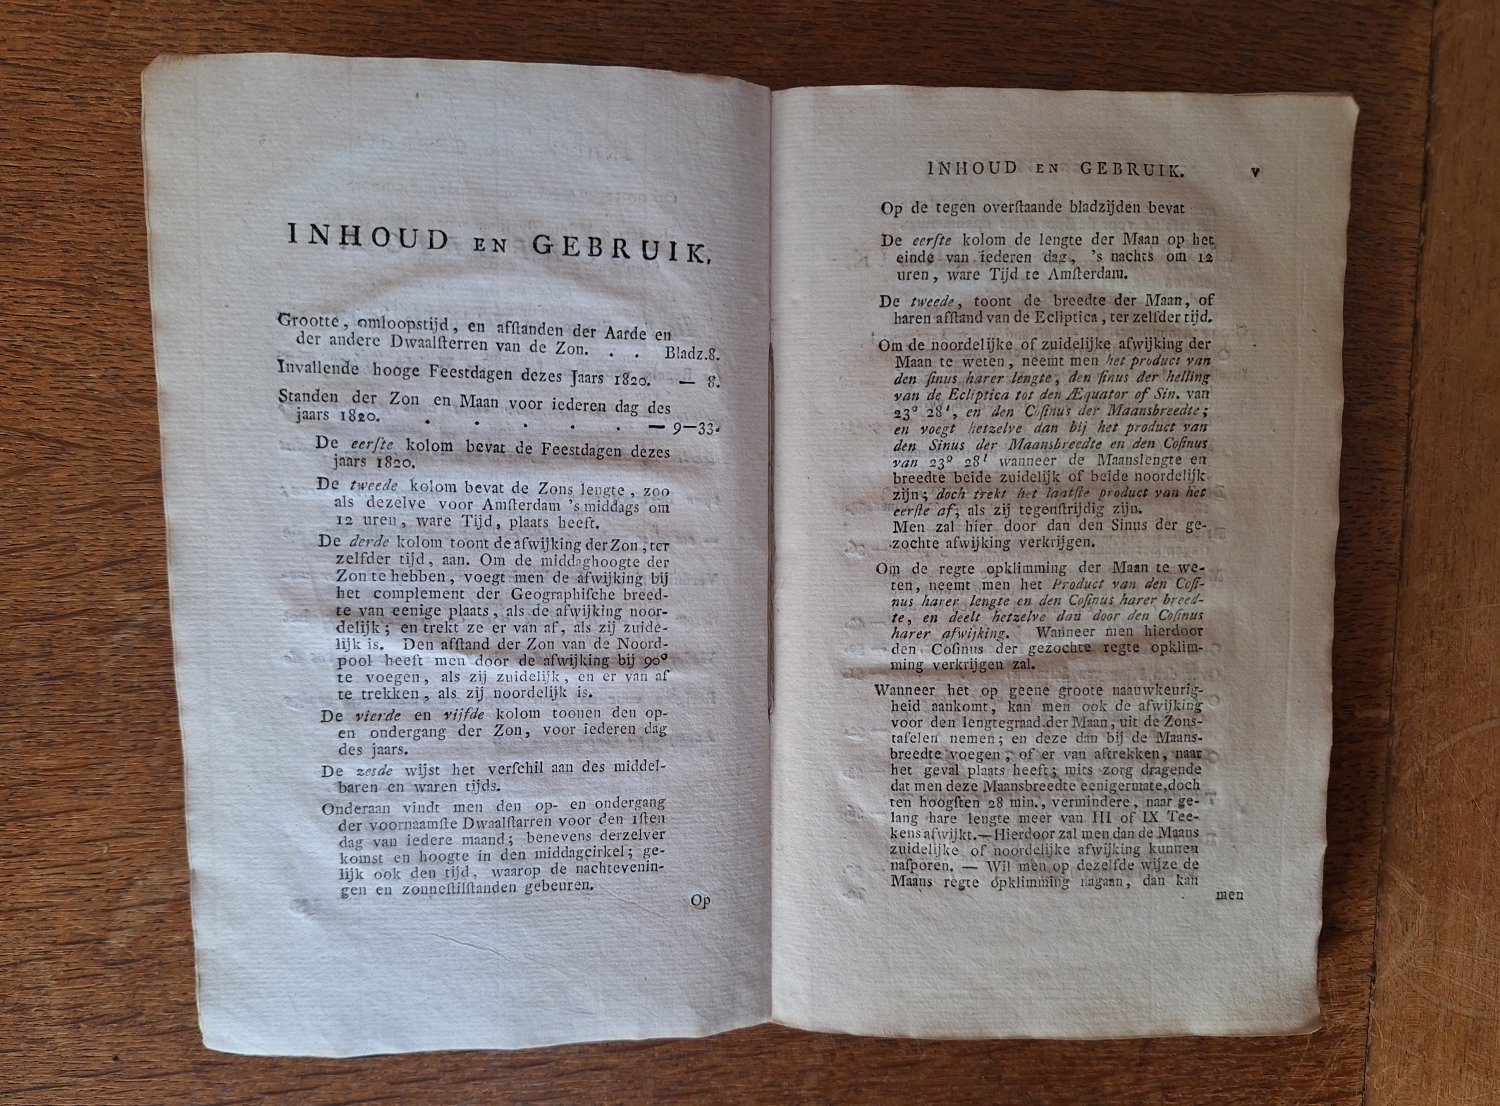 INHOUD EN GEBRUIK.
Grootte, omloopstijd, en afſtanden der Aarde en
der andere Dwaalſterren van de Zon. . . Bladz. 8.
Invallende hooge Feestdagen dezes Jaars 1820. — 8.
Standen der Zon en Maan voor iederen dag des
jaars 1820. . . . . . — 9—33.
De eerſte kolom bevat de Feestdagen dezes
jaars 1820.
De tweede kolom bevat de Zons lengte, zoo
als dezelve voor Amſterdam 's middags om
12 uren, ware Tijd, plaats heeft.
De derde kolom toont de afwijking der Zon, ter
zelfder tijd, aan. Om de middaghoogte der
Zon te hebben, voegt men de afwijking bij
het complement der Geographiſche breed-
te van eenige plaats, als de afwijking noor-
delijk; en trekt ze er van af, als zij zuide-
lijk is. Den afſtand der Zon van de Noord-
pool heeft men door de afwijking bij 90°
te voegen, als zij zuidelijk, en er van af
te trekken, als zij noordelijk is.
De vierde en vijfde kolom toonen den op-
en ondergang der Zon, voor iederen dag
des jaars.
De zesde wijst het verſchil aan des middel-
baren en waren tijds.
Onderaan vindt men den op- en ondergang
der voornaamſte Dwaalſtarren voor den 1ſten
dag van iedere maand; benevens derzelver
komst en hoogte in den middagcirkel; ge-
lijk ook den tijd, waarop de nachtevenin-
gen en zonneſtilſtanden gebeuren.
Op
INHOUD EN GEBRUIK. v
Op de tegen overſtaande bladzijden bevat
De eerſte kolom de lengte der Maan op het
einde van iederen dag, 's nachts om 12
uren, ware Tijd te Amſterdam.
De tweede, toont de breedte der Maan, of
haren afſtand van de Ecliptica, ter zelfder tijd.
Om de noordelijke of zuidelijke afwijking der
Maan te weten, neemt men het product van
den ſinus harer lengte, den ſinus der helling
van de Ecliptica tot den Æquator of Sin. van
23° 28', en den Coſinus der Maansbreedte;
en voegt hetzelve dan bij het product van
den Sinus der Maansbreedte en den Coſinus
van 23° 28' wanneer de Maanslengte en
breedte beide zuidelijk of beide noordelijk
zijn; doch trekt het laatſte product van het
eerſte af, als zij tegenſtrijdig zijn.
Men zal hier door dan den Sinus der ge-
zochte afwijking verkrijgen.
Om de regte opklimming der Maan te we-
ten, neemt men het Product van den Coſi-
nus harer lengte en den Coſinus harer breed-
te, en deelt hetzelve dan door den Coſinus
harer afwijking. Wanneer men hierdoor
den Coſinus der gezochte regte opklim-
ming verkrijgen zal.
Wanneer het op geene groote naauwkeurig-
heid aankomt, kan men ook de afwijking
voor den lengtegraad der Maan, uit de Zons-
tafelen nemen; en deze dan bij de Maans-
breedte voegen, of er van aftrekken, naar
het geval plaats heeft; mits zorg dragende
dat men deze Maansbreedte eenigermate, doch
ten hoogſten 28 min., vermindere, naar ge-
lang hare lengte meer van III of IX Tee-
kens afwijkt.—Hierdoor zal men dan de Maans
zuidelijke of noordelijke afwijking kunnen
naſporen. — Wil men op dezelfde wijze de
Maans regte opklimming nagaan, dan kan
men